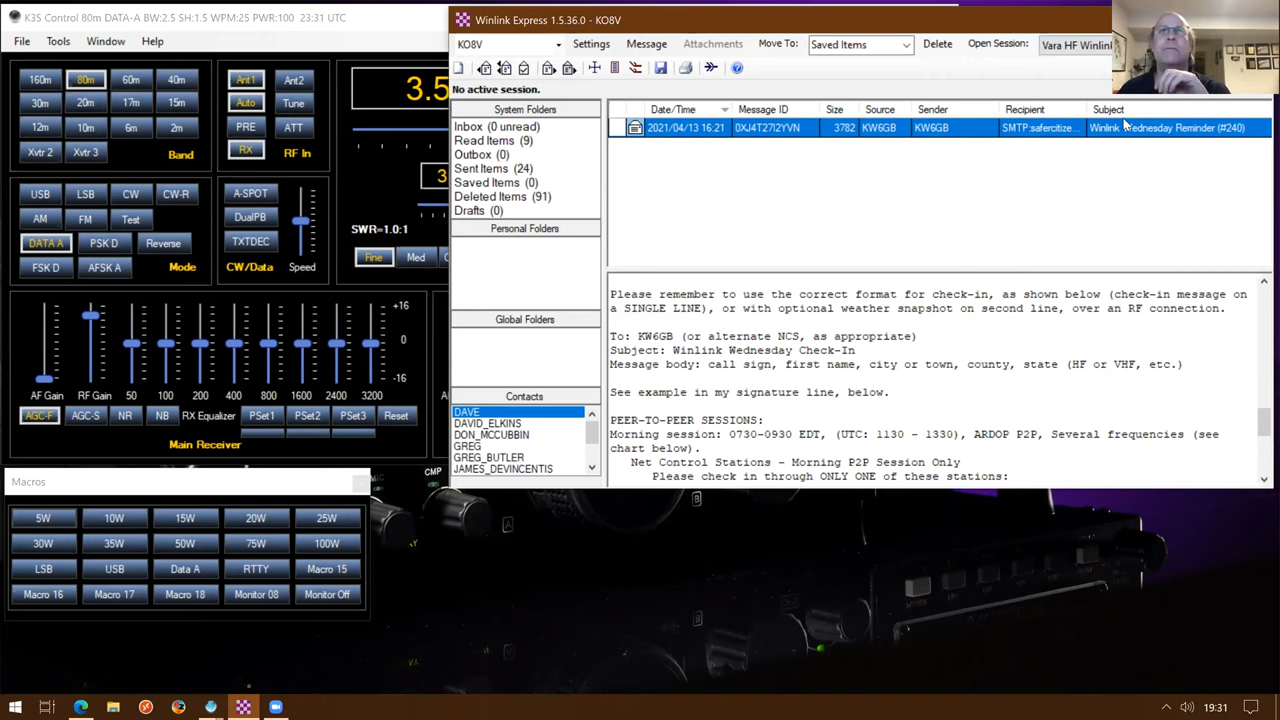 K3S Control 80m DATA-A BW:2.5 SH:1.5 WPM:25 PWR:100 23:31 UTC
File Tools Window Help
160m 80m 60m 40m
30m 20m 17m 15m
12m 10m 6m 2m
Xvtr 2 Xvtr 3 Band
Ant1 Ant2
Auto Tune
PRE ATT
RX RF In
3.5
3
SWR=1.0:1
Fine Med
USB LSB CW CW-R
AM FM Test
DATA A PSK D Reverse
FSK D AFSK A Mode
A-SPOT
DualPB
TXTDEC
CW/Data Speed
+16
0
-16
AF Gain RF Gain 50 100 200 400 800 1600 2400 3200
AGC-F AGC-S NR NB RX Equalizer PSet1 PSet2 PSet3 Reset
Main Receiver
Macros
5W 10W 15W 20W 25W
30W 35W 50W 75W 100W
LSB USB Data A RTTY Macro 15
Macro 16 Macro 17 Macro 18 Monitor 08 Monitor Off
CMP
B
A
B
A
Winlink Express 1.5.36.0 - KO8V
KO8V Settings Message Attachments Move To: Saved Items Delete Open Session: Vara HF Winlin
No active session.
System Folders
Inbox (0 unread)
Read Items (9)
Outbox (0)
Sent Items (24)
Saved Items (0)
Deleted Items (91)
Drafts (0)
Personal Folders
Global Folders
Contacts
DAVE
DAVID_ELKINS
DON_MCCUBBIN
GREG
GREG_BUTLER
JAMES_DEVINCENTIS
Date/Time Message ID Size Source Sender Recipient Subject
2021/04/13 16:21 0XJ4T27I2YVN 3782 KW6GB KW6GB SMTP:safercitize... Winlink Wednesday Reminder (#240)
Please remember to use the correct format for check-in, as shown below (check-in message on
a SINGLE LINE), or with optional weather snapshot on second line, over an RF connection.
To: KW6GB (or alternate NCS, as appropriate)
Subject: Winlink Wednesday Check-In
Message body: call sign, first name, city or town, county, state (HF or VHF, etc.)
See example in my signature line, below.
PEER-TO-PEER SESSIONS:
Morning session: 0730-0930 EDT, (UTC: 1130 - 1330), ARDOP P2P, Several frequencies (see
chart below).
Net Control Stations - Morning P2P Session Only
Please check in through ONLY ONE of these stations:
19:31